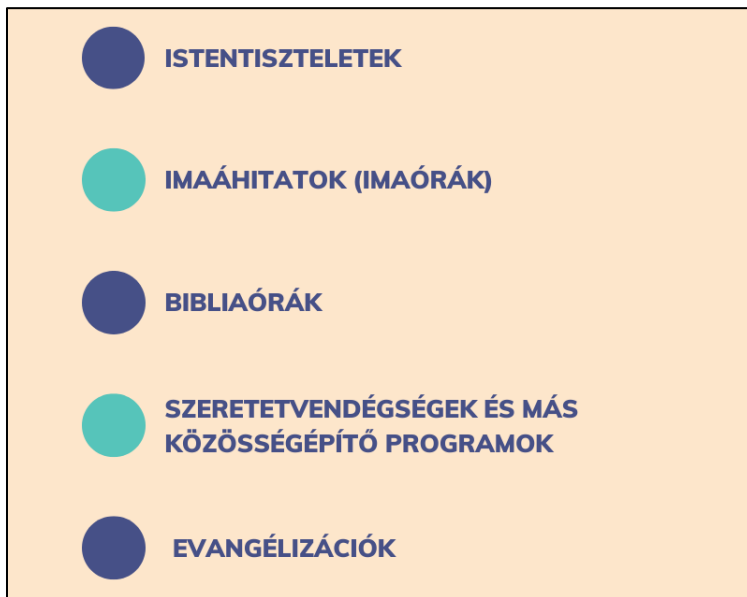 ISTENTISZTELETEK
IMAÁHITATOK (IMAÓRÁK)
BIBLIAÓRÁK
SZERETETVENDÉGSÉGEK ÉS MÁS
KÖZÖSSÉGÉPÍTŐ PROGRAMOK
EVANGÉLIZÁCIÓK